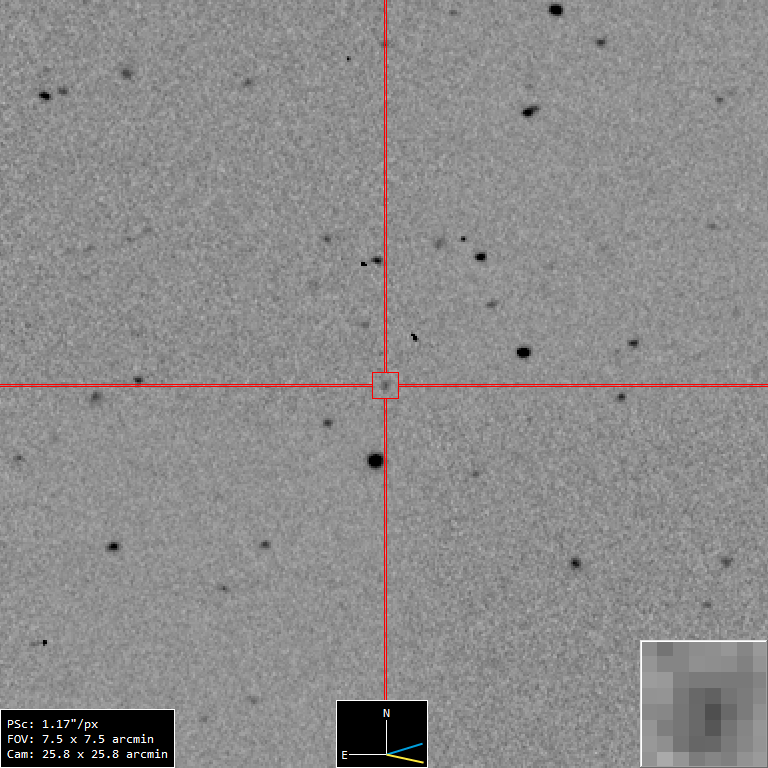 N
E
PSc: 1.17"/px
FOV: 7.5 x 7.5 arcmin
Cam: 25.8 x 25.8 arcmin